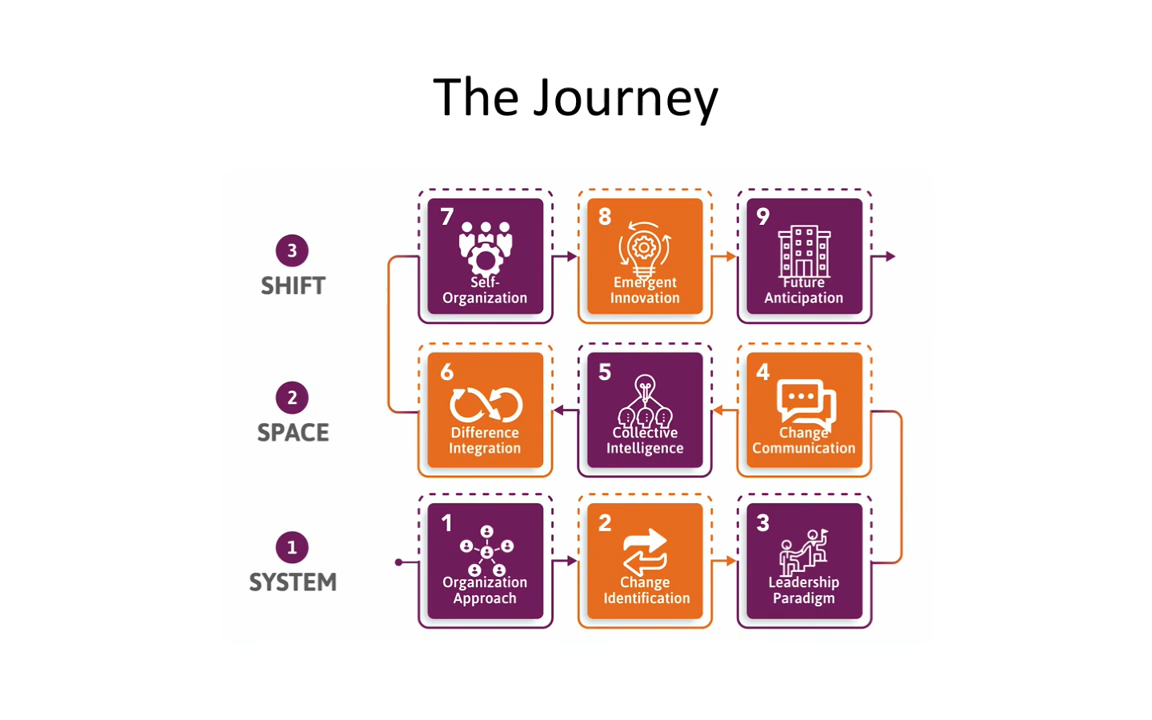 The Journey
3
SHIFT
7
Self-
Organization
8
Emergent
Innovation
9
Future
Anticipation
2
SPACE
6
Difference
Integration
5
Collective
Intelligence
4
Change
Communication
1
SYSTEM
1
Organization
Approach
2
Change
Identification
3
Leadership
Paradigm